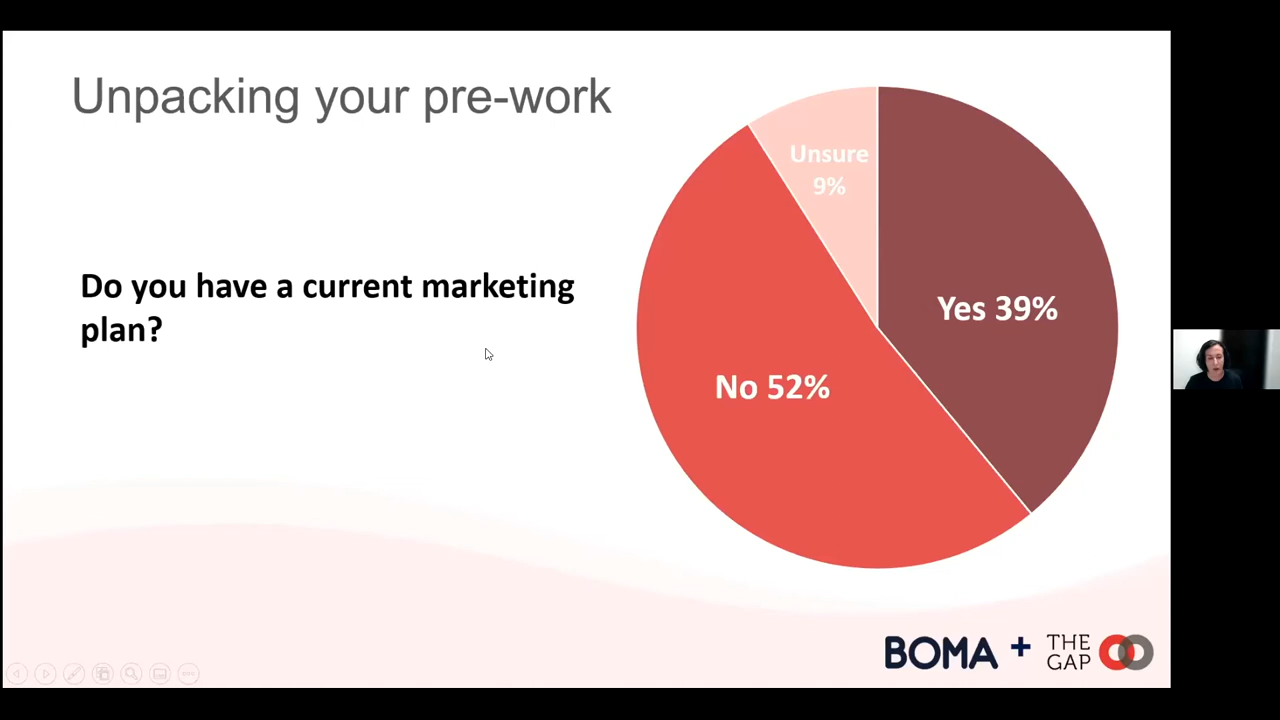 Unpacking your pre-work
Do you have a current marketing
plan?
Unsure
9%
Yes 39%
No 52%
BOMA + THE
GAP